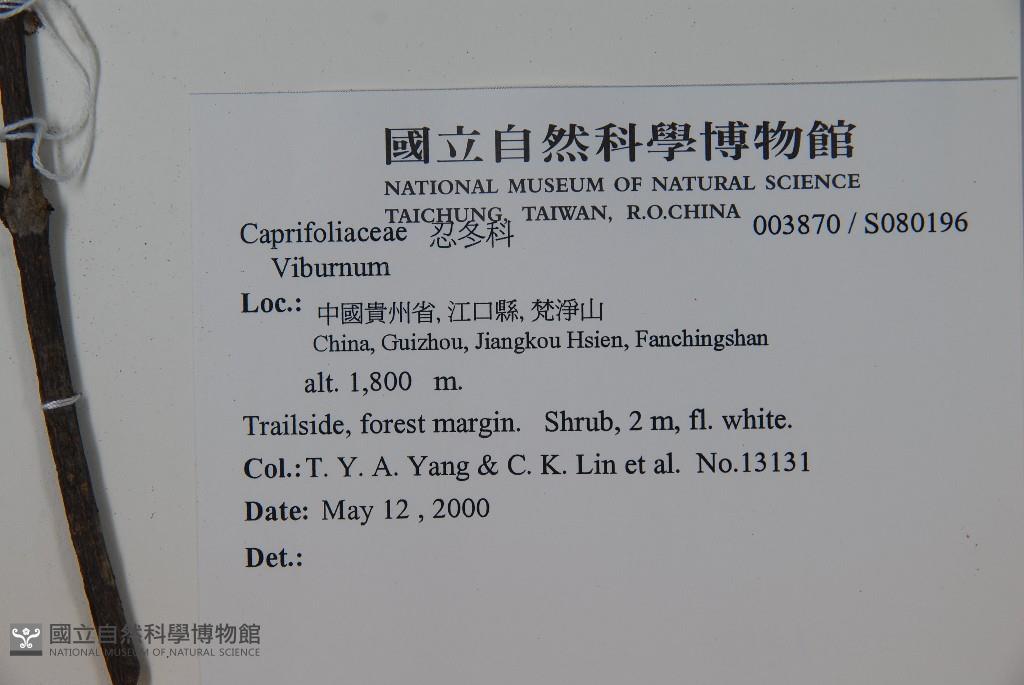 國立自然科學博物館
NATIONAL MUSEUM OF NATURAL SCIENCE
TAICHUNG, TAIWAN, R.O.CHINA
Caprifoliaceae 忍冬科 003870 / S080196
Viburnum
Loc.: 中國貴州省, 江口縣, 梵淨山
China, Guizhou, Jiangkou Hsien, Fanchingshan
alt. 1,800 m.
Trailside, forest margin. Shrub, 2 m, fl. white.
Col.: T. Y. A. Yang & C. K. Lin et al. No.13131
Date: May 12 , 2000
Det.:
國立自然科學博物館
NATIONAL MUSEUM OF NATURAL SCIENCE